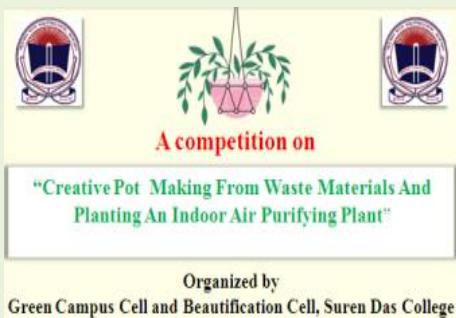 A competition on
“Creative Pot Making From Waste Materials And
Planting An Indoor Air Purifying Plant”
Organized by
Green Campus Cell and Beautification Cell, Suren Das College